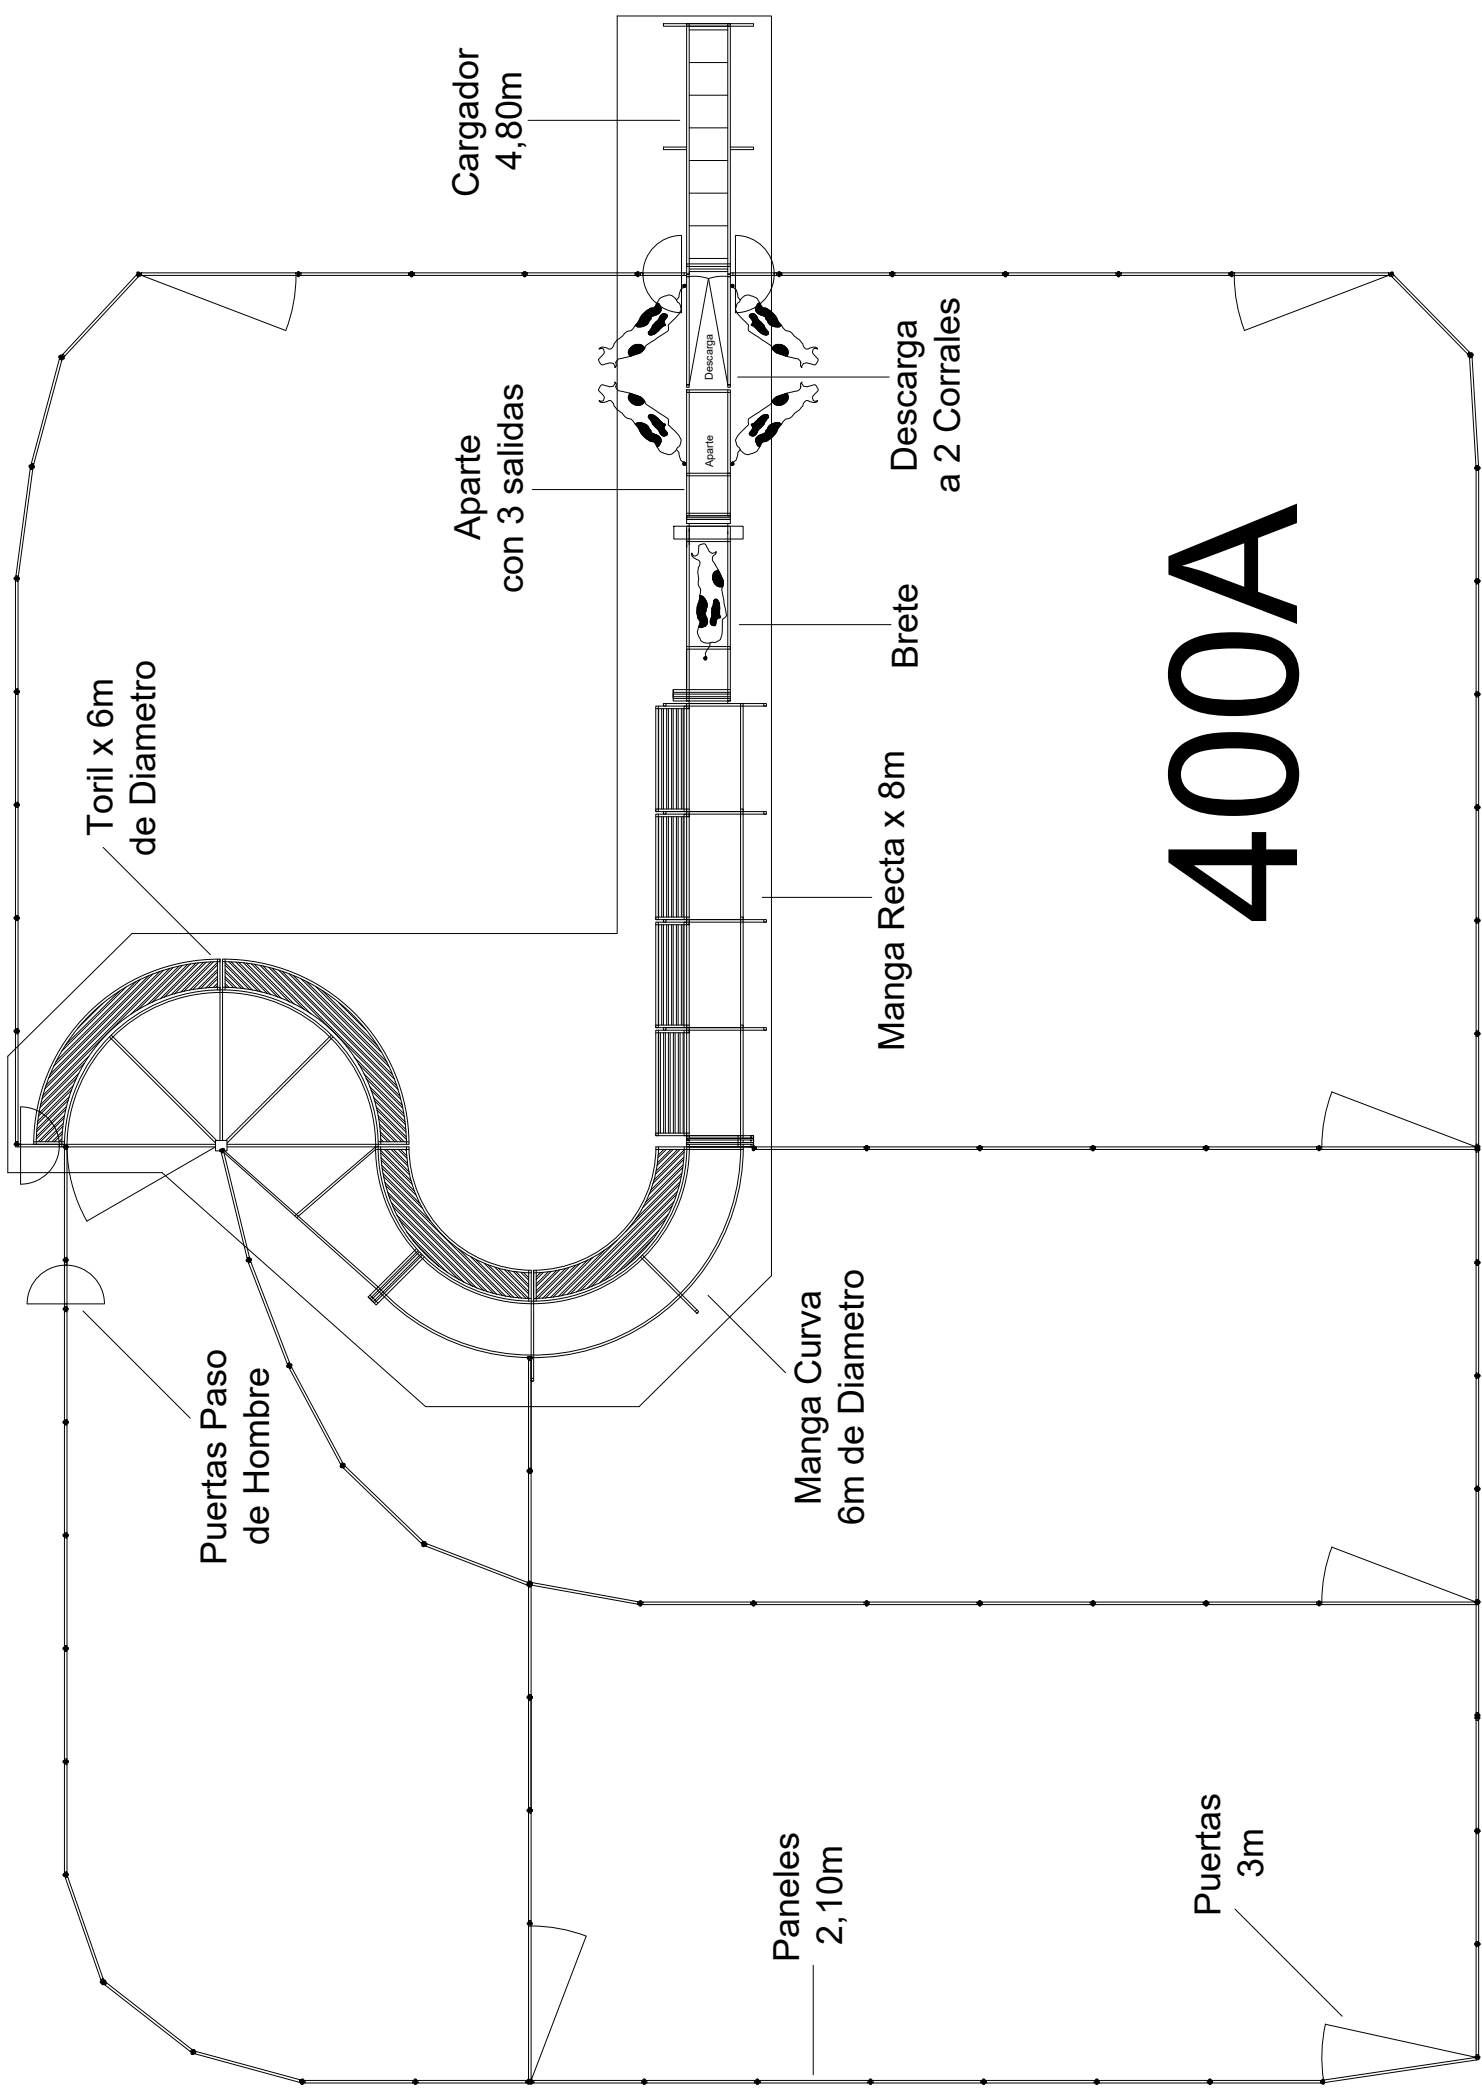 Cargador
4,80m
Aparte
con 3 salidas
Descarga
Aparte
Descarga
a 2 Corrales
Brete
Toril x 6m
de Diametro
Manga Recta x 8m
400A
Puertas Paso
de Hombre
Manga Curva
6m de Diametro
Paneles
2,10m
Puertas
3m